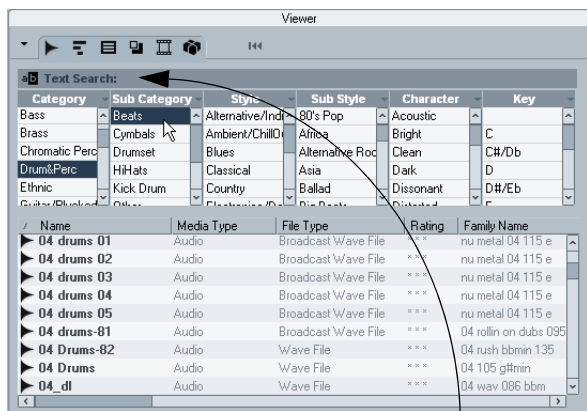 Viewer
Text Search:
Category Sub Category Style Sub Style Character Key
Bass Beats Alternative/Indi 80's Pop Acoustic
Brass Cymbals Ambient/ChillOu Africa Bright C
Chromatic Perc Drumset Blues Alternative Roc Clean C#/Db
Drum&Perc HiHats Classical Asia Dark D
Ethnic Kick Drum Country Ballad Dissonant D#/Eb
Name Media Type File Type Rating Family Name
04 drums 01 Audio Broadcast Wave File * * * nu metal 04 115 e
04 drums 02 Audio Broadcast Wave File * * * nu metal 04 115 e
04 drums 03 Audio Broadcast Wave File * * * nu metal 04 115 e
04 drums 04 Audio Broadcast Wave File * * * nu metal 04 115 e
04 drums 05 Audio Broadcast Wave File * * * nu metal 04 115 e
04 drums-81 Audio Broadcast Wave File * * * 04 rollin on dubs 095
04 Drums-82 Audio Wave File * * * 04 rush bbmin 135
04 Drums Audio Wave File * * * 04 105 g#min
04_dl Audio Wave File * * * 04 wav 086 bbm